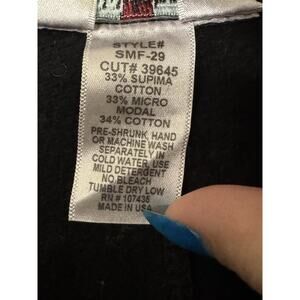 STYLE#
SMF-29
CUT# 39645
33% SUPIMA
COTTON
33% MICRO
MODAL
34% COTTON
PRE-SHRUNK, HAND
OR MACHINE WASH
SEPARATELY IN
COLD WATER, USE
MILD DETERGENT
NO BLEACH
TUMBLE DRY LOW
RN # 107435
MADE IN USA